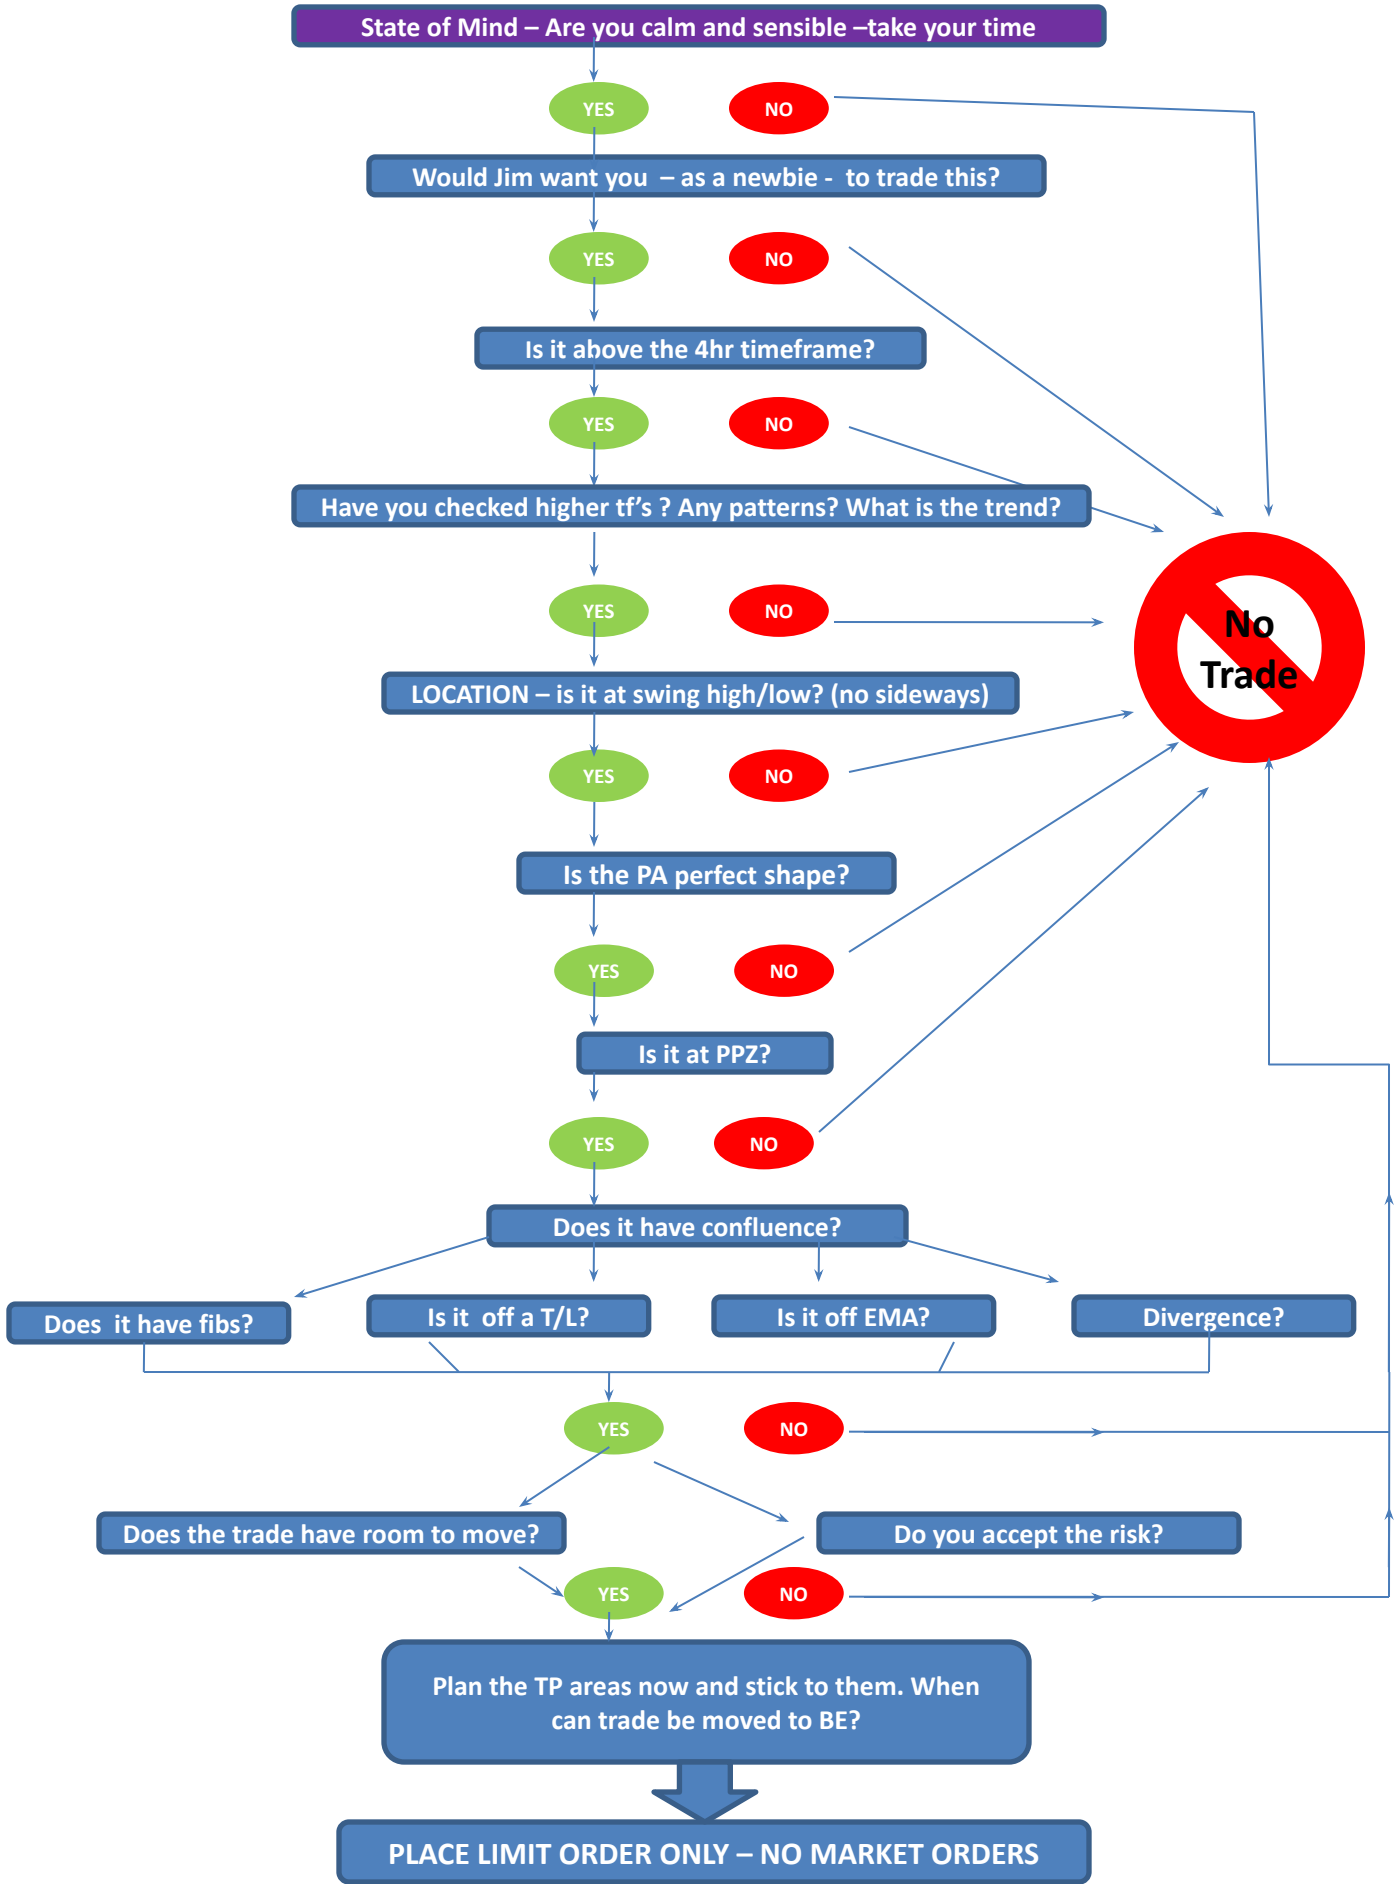 State of Mind – Are you calm and sensible –take your time
YES
NO
Would Jim want you – as a newbie - to trade this?
YES
NO
Is it above the 4hr timeframe?
YES
NO
Have you checked higher tf's ? Any patterns? What is the trend?
YES
NO
No
Trade
LOCATION – is it at swing high/low? (no sideways)
YES
NO
Is the PA perfect shape?
YES
NO
Is it at PPZ?
YES
NO
Does it have confluence?
Does it have fibs?
Is it off a T/L?
Is it off EMA?
Divergence?
YES
NO
Does the trade have room to move?
Do you accept the risk?
YES
NO
Plan the TP areas now and stick to them. When
can trade be moved to BE?
PLACE LIMIT ORDER ONLY – NO MARKET ORDERS